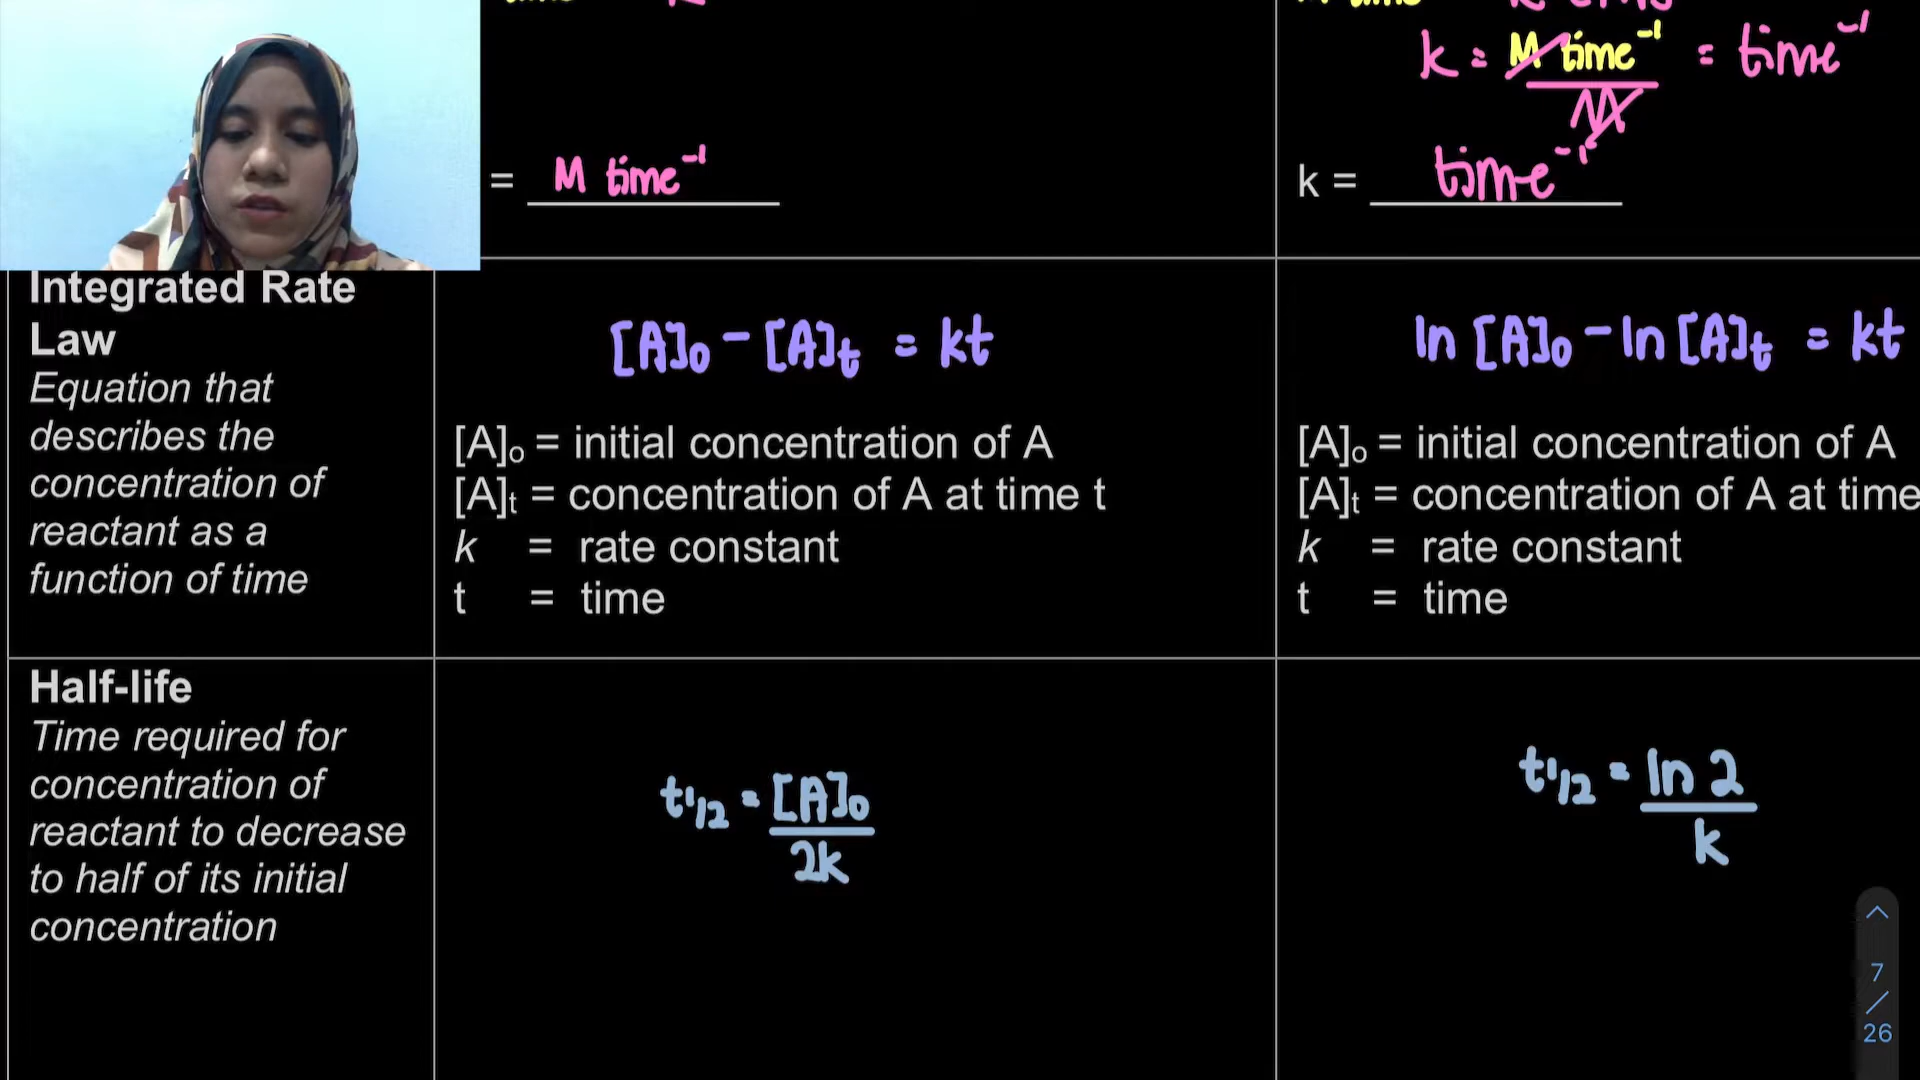 k = M time⁻¹ = time⁻¹
M
= M time⁻¹
k = time⁻¹
Integrated Rate
Law
Equation that
describes the
concentration of
reactant as a
function of time
[A]₀ - [A]t = kt
[A]₀ = initial concentration of A
[A]t = concentration of A at time t
k = rate constant
t = time
ln [A]₀ - ln [A]t = kt
[A]₀ = initial concentration of A
[A]t = concentration of A at time
k = rate constant
t = time
Half-life
Time required for
concentration of
reactant to decrease
to half of its initial
concentration
t1/2 = [A]₀
2k
t1/2 = ln 2
k
7
/
26